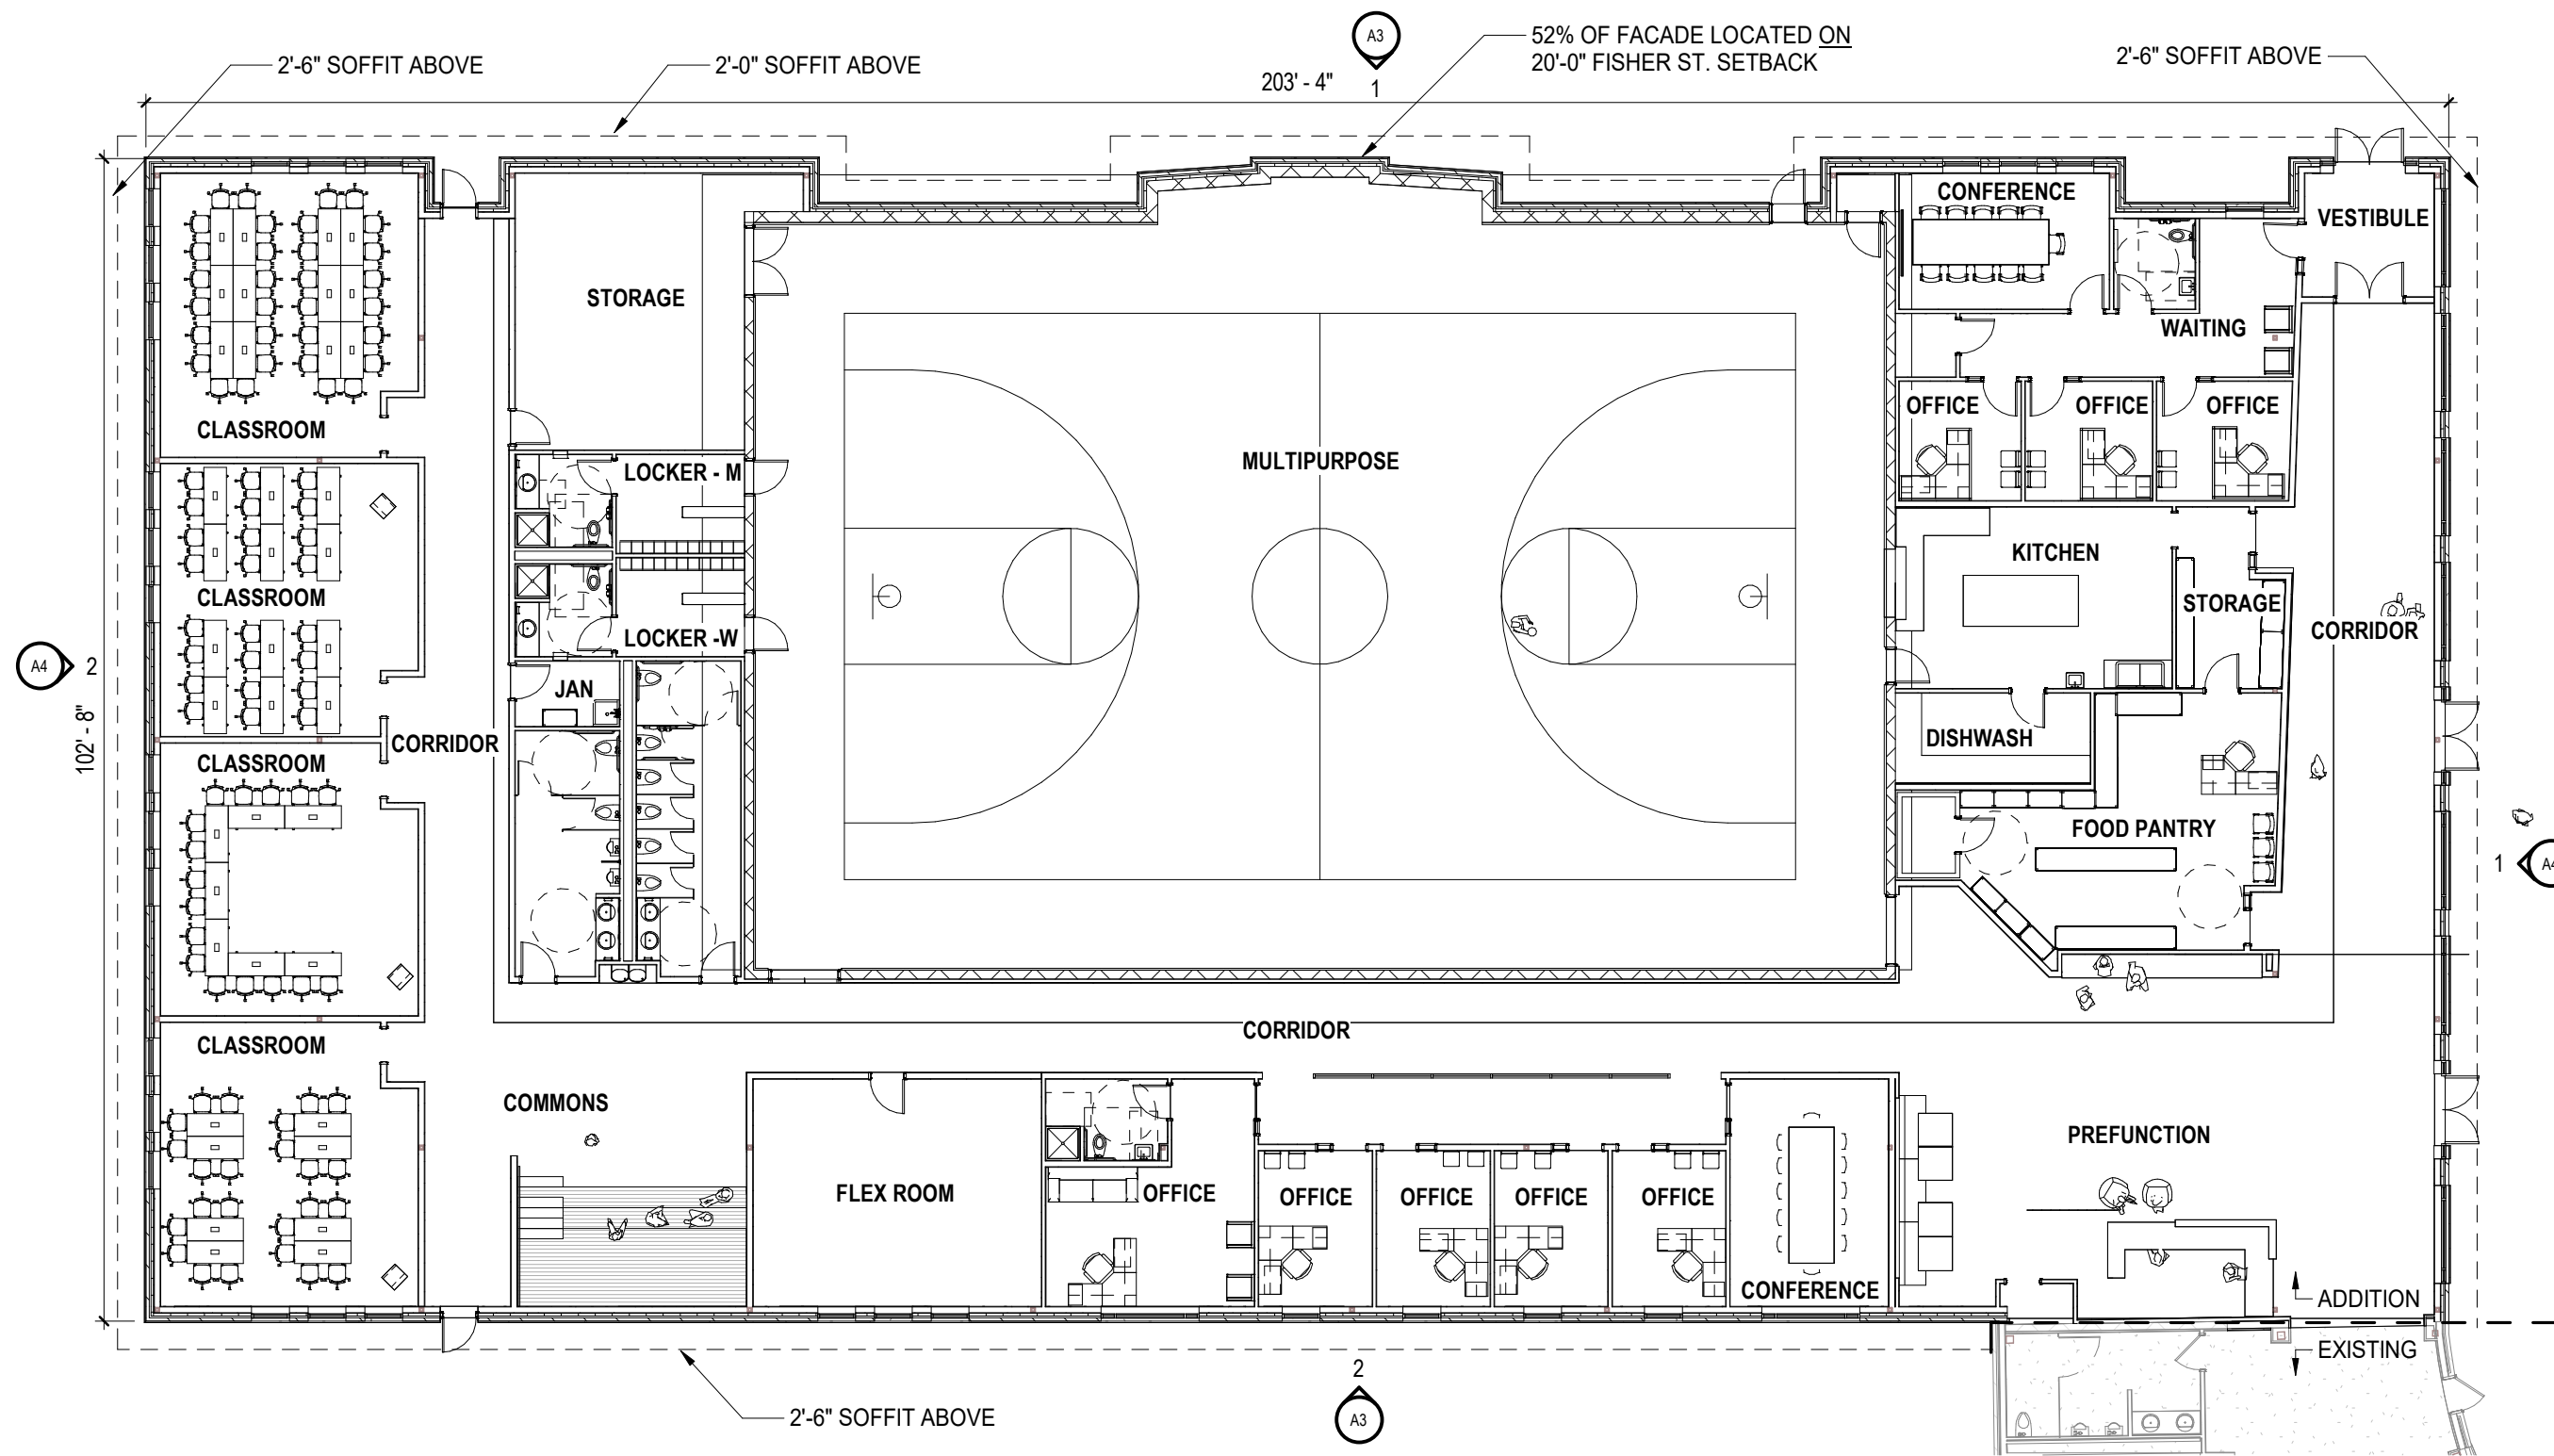 A3
1
2'-6" SOFFIT ABOVE
2'-0" SOFFIT ABOVE
52% OF FACADE LOCATED ON
20'-0" FISHER ST. SETBACK
2'-6" SOFFIT ABOVE
203' - 4"
CONFERENCE
VESTIBULE
STORAGE
WAITING
CLASSROOM
OFFICE
OFFICE
OFFICE
MULTIPURPOSE
LOCKER - M
KITCHEN
CLASSROOM
STORAGE
LOCKER -W
CORRIDOR
A4
2
JAN
102' - 8"
CORRIDOR
DISHWASH
CLASSROOM
FOOD PANTRY
1
A4
CORRIDOR
CLASSROOM
COMMONS
PREFUNCTION
FLEX ROOM
OFFICE
OFFICE
OFFICE
OFFICE
OFFICE
CONFERENCE
ADDITION
EXISTING
2
A3
2'-6" SOFFIT ABOVE